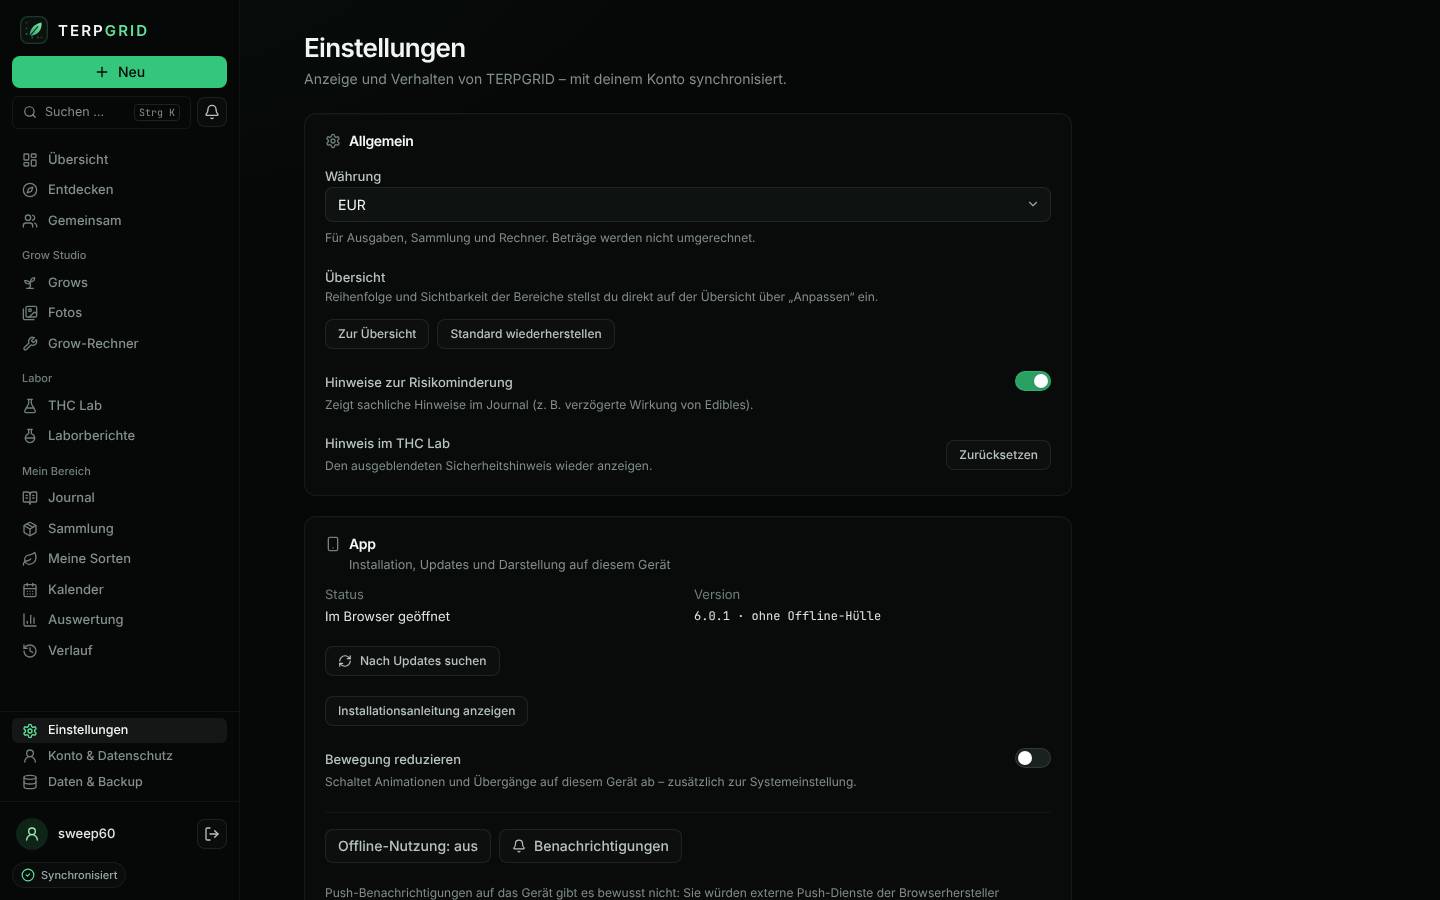 TERPGRID
Neu
Suchen ...
Strg K
Übersicht
Entdecken
Gemeinsam
Grow Studio
Grows
Fotos
Grow-Rechner
Labor
THC Lab
Laborberichte
Mein Bereich
Journal
Sammlung
Meine Sorten
Kalender
Auswertung
Verlauf
Einstellungen
Konto & Datenschutz
Daten & Backup
sweep60
Synchronisiert
Einstellungen
Anzeige und Verhalten von TERPGRID – mit deinem Konto synchronisiert.
Allgemein
Währung
EUR
Für Ausgaben, Sammlung und Rechner. Beträge werden nicht umgerechnet.
Übersicht
Reihenfolge und Sichtbarkeit der Bereiche stellst du direkt auf der Übersicht über „Anpassen“ ein.
Zur Übersicht
Standard wiederherstellen
Hinweise zur Risikominderung
Zeigt sachliche Hinweise im Journal (z. B. verzögerte Wirkung von Edibles).
Hinweis im THC Lab
Den ausgeblendeten Sicherheitshinweis wieder anzeigen.
Zurücksetzen
App
Installation, Updates und Darstellung auf diesem Gerät
Status
Version
Im Browser geöffnet
6.0.1 · ohne Offline-Hülle
Nach Updates suchen
Installationsanleitung anzeigen
Bewegung reduzieren
Schaltet Animationen und Übergänge auf diesem Gerät ab – zusätzlich zur Systemeinstellung.
Offline-Nutzung: aus
Benachrichtigungen
Push-Benachrichtigungen auf das Gerät gibt es bewusst nicht: Sie würden externe Push-Dienste der Browserhersteller